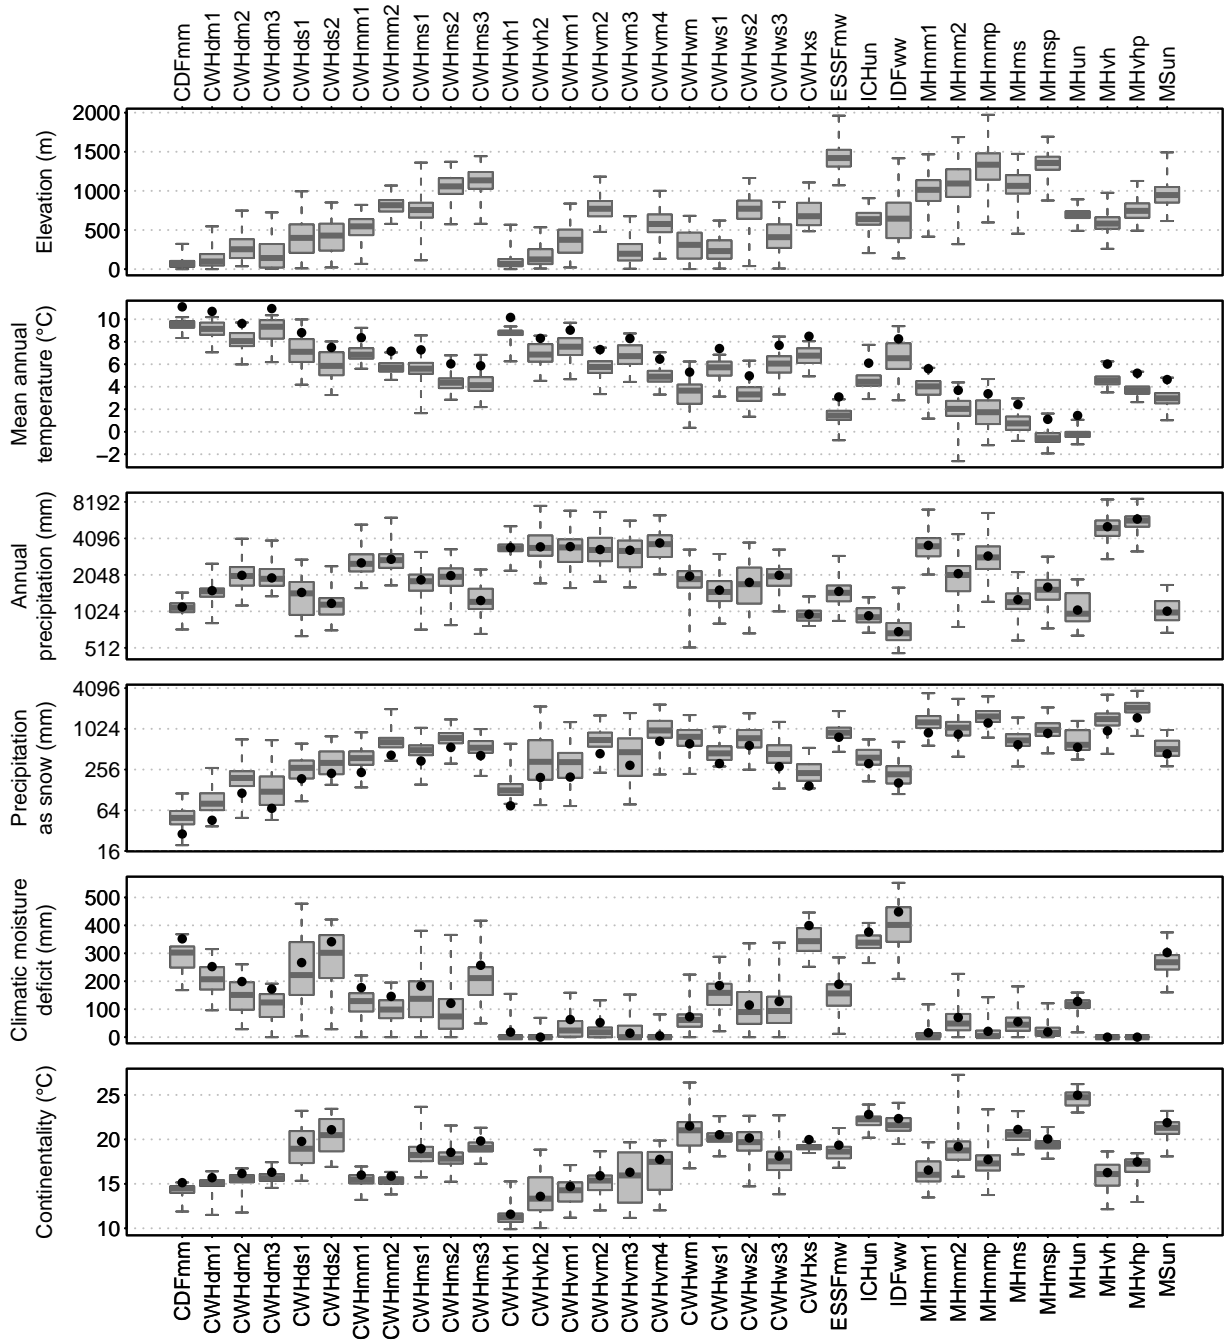 CDFmm CWHdm1 CWHdm2 CWHdm3 CWHds1 CWHds2 CWHmm1 CWHmm2 CWHms1 CWHms2 CWHms3 CWHvh1 CWHvh2 CWHvm1 CWHvm2 CWHvm3 CWHvm4 CWHwm CWHws1 CWHws2 CWHws3 CWHxs ESSFmw ICHun IDFww MHmm1 MHmm2 MHmmp MHms MHmsp MHun MHvh MHvhp MSun
Elevation (m)
2000
1500
1000
500
0
Mean annual
temperature (°C)
10
8
6
4
2
0
−2
Annual
precipitation (mm)
8192
4096
2048
1024
512
Precipitation
as snow (mm)
4096
1024
256
64
16
Climatic moisture
deficit (mm)
500
400
300
200
100
0
Continentality (°C)
25
20
15
10
CDFmm CWHdm1 CWHdm2 CWHdm3 CWHds1 CWHds2 CWHmm1 CWHmm2 CWHms1 CWHms2 CWHms3 CWHvh1 CWHvh2 CWHvm1 CWHvm2 CWHvm3 CWHvm4 CWHwm CWHws1 CWHws2 CWHws3 CWHxs ESSFmw ICHun IDFww MHmm1 MHmm2 MHmmp MHms MHmsp MHun MHvh MHvhp MSun